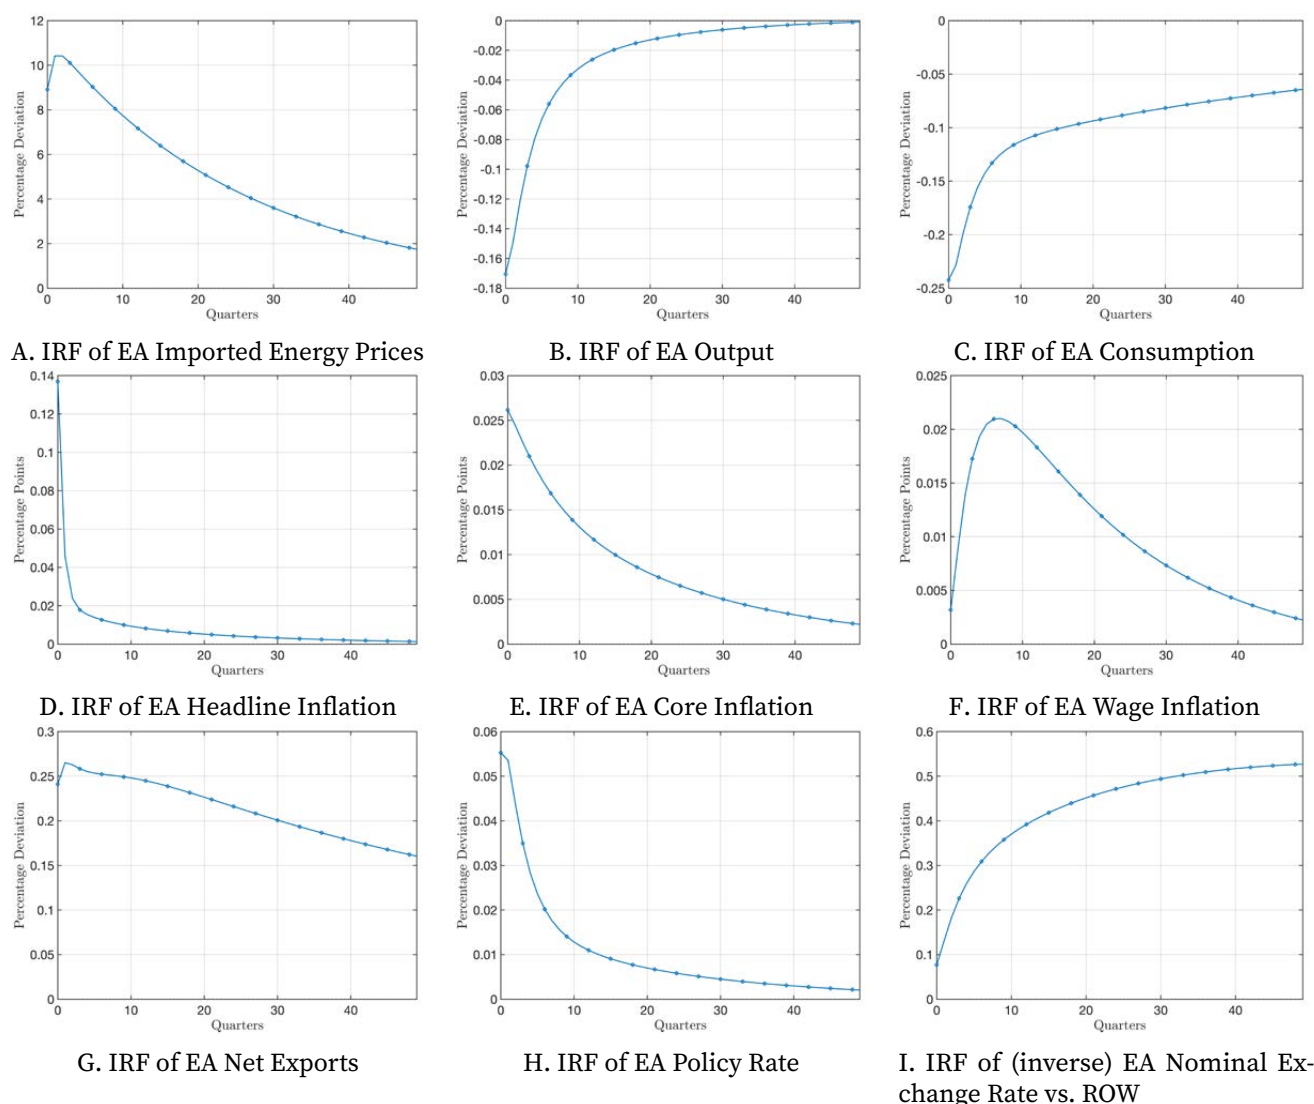 12
10
8
6
4
2
0
Percentage Deviation
0 10 20 30 40
Quarters
A. IRF of EA Imported Energy Prices
0
-0.02
-0.04
-0.06
-0.08
-0.1
-0.12
-0.14
-0.16
-0.18
Percentage Deviation
0 10 20 30 40
Quarters
B. IRF of EA Output
0
-0.05
-0.1
-0.15
-0.2
-0.25
Percentage Deviation
0 10 20 30 40
Quarters
C. IRF of EA Consumption
0.14
0.12
0.1
0.08
0.06
0.04
0.02
0
Percentage Points
0 10 20 30 40
Quarters
D. IRF of EA Headline Inflation
0.03
0.025
0.02
0.015
0.01
0.005
0
Percentage Points
0 10 20 30 40
Quarters
E. IRF of EA Core Inflation
0.025
0.02
0.015
0.01
0.005
0
Percentage Points
0 10 20 30 40
Quarters
F. IRF of EA Wage Inflation
0.3
0.25
0.2
0.15
0.1
0.05
0
Percentage Deviation
0 10 20 30 40
Quarters
G. IRF of EA Net Exports
0.06
0.05
0.04
0.03
0.02
0.01
0
Percentage Points
0 10 20 30 40
Quarters
H. IRF of EA Policy Rate
0.6
0.5
0.4
0.3
0.2
0.1
0
Percentage Deviation
0 10 20 30 40
Quarters
I. IRF of (inverse) EA Nominal Ex-
change Rate vs. ROW